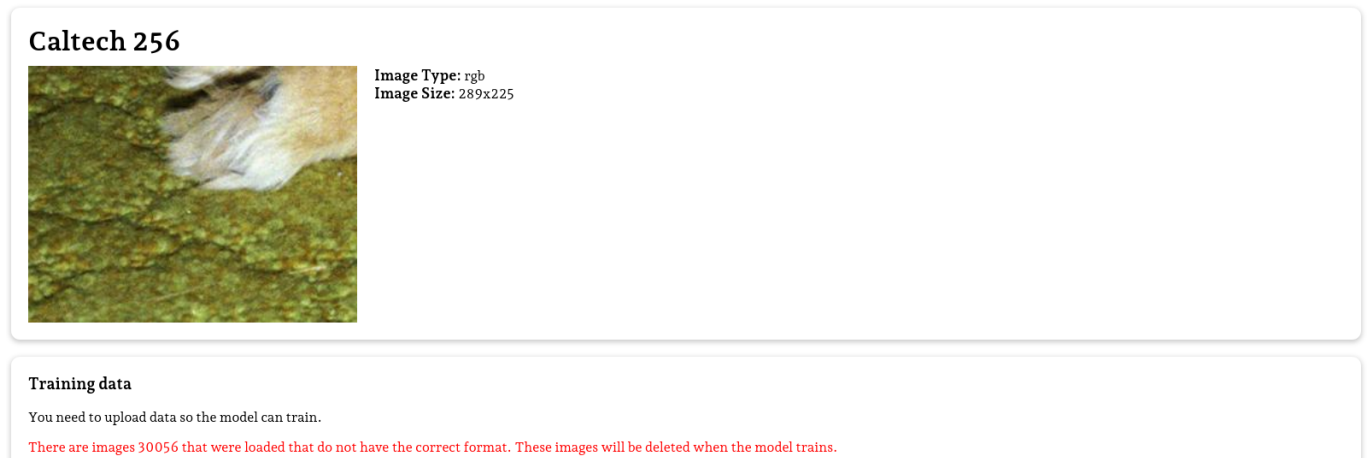 Caltech 256
Image Type: rgb
Image Size: 289x225
Training data
You need to upload data so the model can train.
There are images 30056 that were loaded that do not have the correct format. These images will be deleted when the model trains.